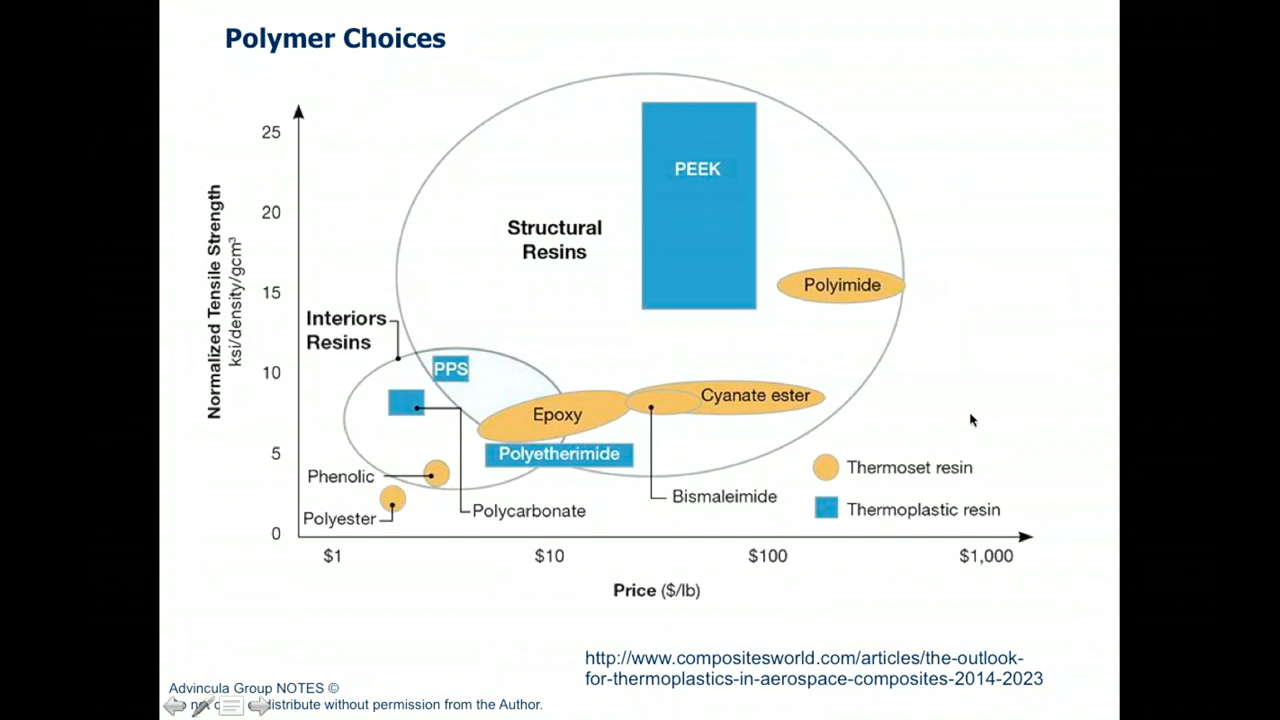 Polymer Choices
25
20
15
10
5
0
Normalized Tensile Strength
ksi/density/gcm³
PEEK
Structural
Resins
Polyimide
Interiors
Resins
PPS
Cyanate ester
Epoxy
Polyetherimide
Phenolic
Thermoset resin
Bismaleimide
Polycarbonate
Thermoplastic resin
Polyester
$1
$10
$100
$1,000
Price ($/lb)
http://www.compositesworld.com/articles/the-outlook-
for-thermoplastics-in-aerospace-composites-2014-2023
Advincula Group NOTES ©
distribute without permission from the Author.